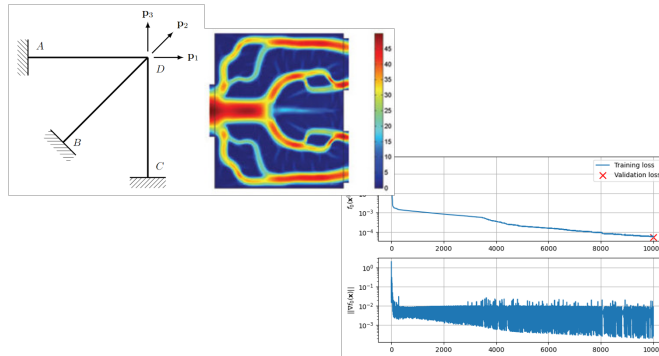 p₃
p₂
A
p₁
D
B
C
45
40
35
30
25
20
15
10
5
0
Training loss
Validation loss
f₀(x)
10⁻³
10⁻⁴
0 2000 4000 6000 8000 1000
||∇f₀(x)||
10⁰
10⁻¹
10⁻²
10⁻³
0 2000 4000 6000 8000 1000